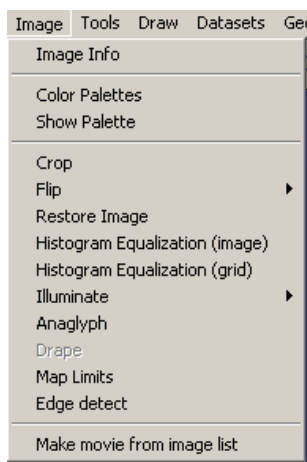 Image Tools Draw Datasets Geo
Image Info
Color Palettes
Show Palette
Crop
Flip
Restore Image
Histogram Equalization (image)
Histogram Equalization (grid)
Illuminate
Anaglyph
Drape
Map Limits
Edge detect
Make movie from image list